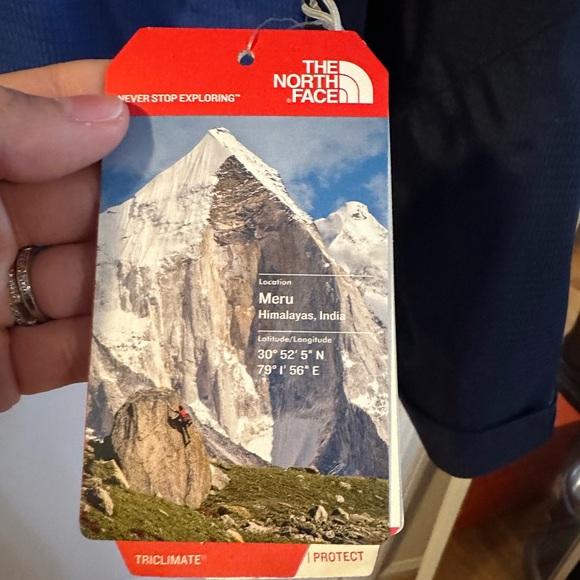 THE
NORTH
FACE
NEVER STOP EXPLORING™
Location
Meru
Himalayas, India
Latitude/Longitude
30° 52' 5" N
79° 1' 56" E
TRICLIMATE® | PROTECT